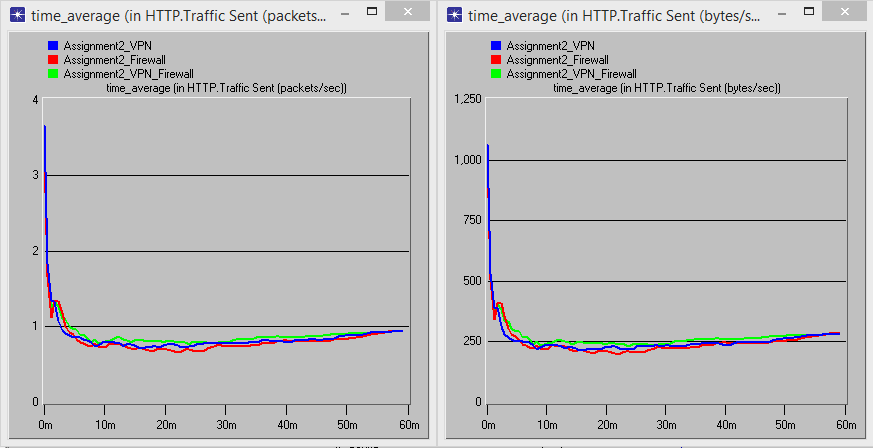 time_average (in HTTP.Traffic Sent (packets...
Assignment2_VPN
Assignment2_Firewall
Assignment2_VPN_Firewall
time_average (in HTTP.Traffic Sent (packets/sec))
4
3
2
1
0
0m 10m 20m 30m 40m 50m 60m
time_average (in HTTP.Traffic Sent (bytes/s...
Assignment2_VPN
Assignment2_Firewall
Assignment2_VPN_Firewall
time_average (in HTTP.Traffic Sent (bytes/sec))
1,250
1,000
750
500
250
0
0m 10m 20m 30m 40m 50m 60m